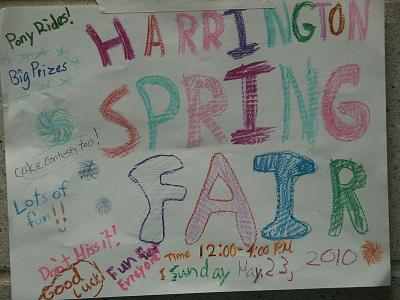 Pony Rides!
HARRINGTON
Big Prizes
SPRING
cake contests too!
FAIR
Lots of
fun!!
Don't Miss it!
Good
Luck!
Fun for
Everyone
Time 12:00-4:00 PM
Sunday May 23, 2010